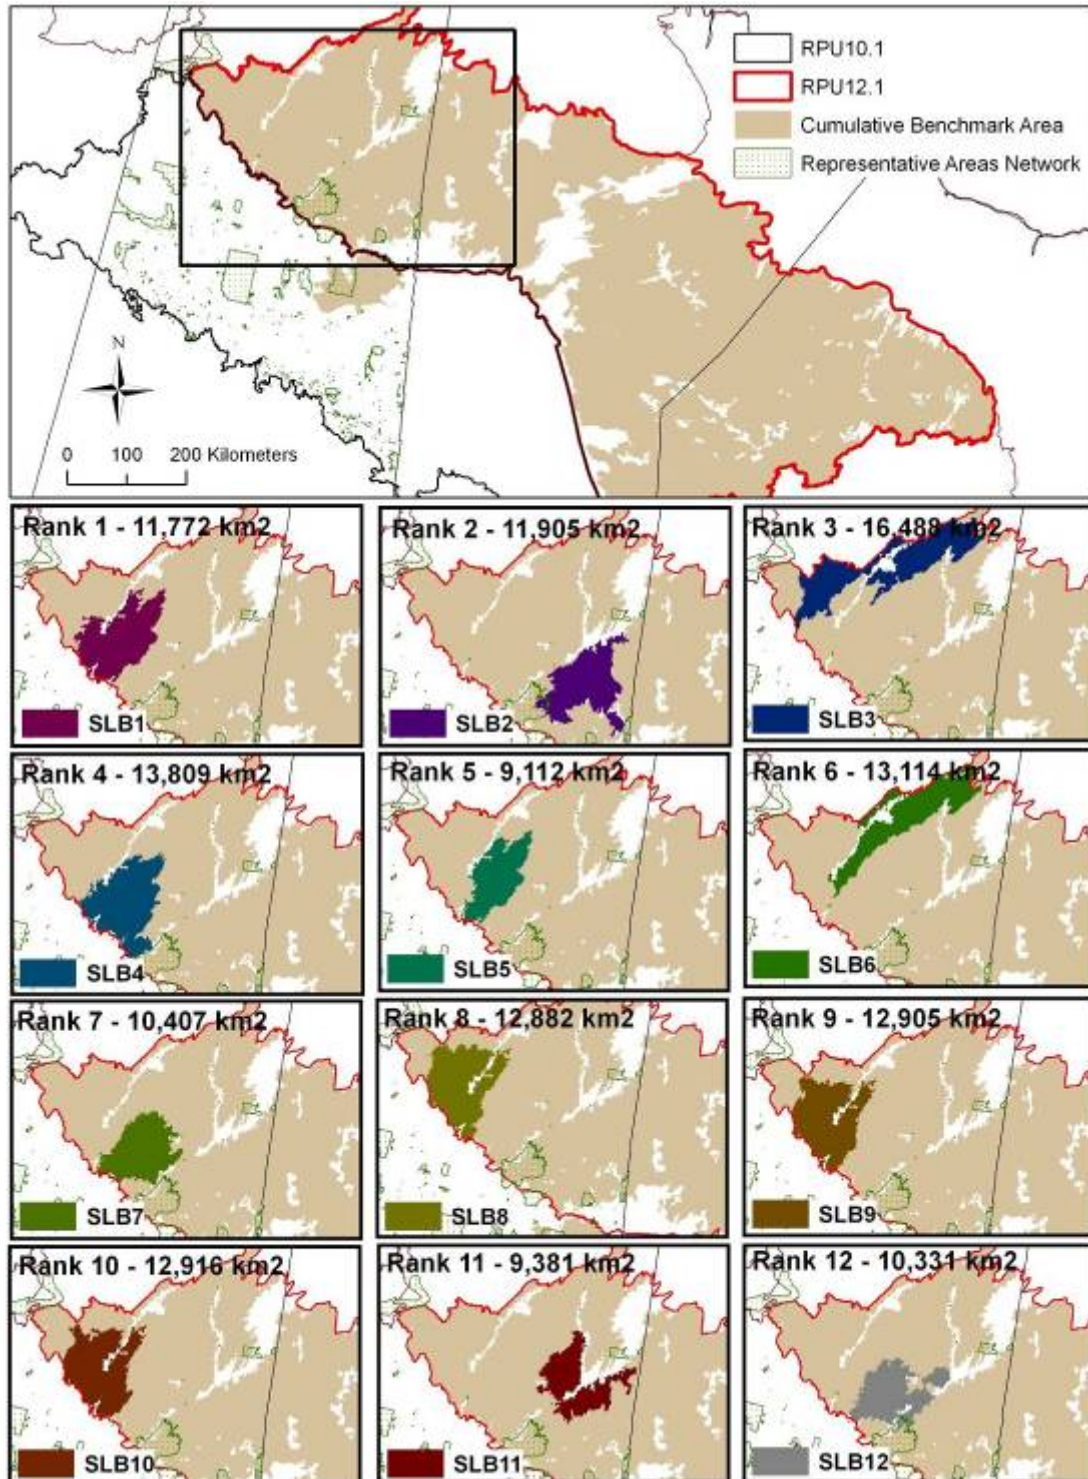 RPU10.1
RPU12.1
Cumulative Benchmark Area
Representative Areas Network
N
0 100 200 Kilometers
Rank 1 - 11,772 km2
SLB1
Rank 2 - 11,905 km2
SLB2
Rank 3 - 16,488 km2
SLB3
Rank 4 - 13,809 km2
SLB4
Rank 5 - 9,112 km2
SLB5
Rank 6 - 13,114 km2
SLB6
Rank 7 - 10,407 km2
SLB7
Rank 8 - 12,882 km2
SLB8
Rank 9 - 12,905 km2
SLB9
Rank 10 - 12,916 km2
SLB10
Rank 11 - 9,381 km2
SLB11
Rank 12 - 10,331 km2
SLB12